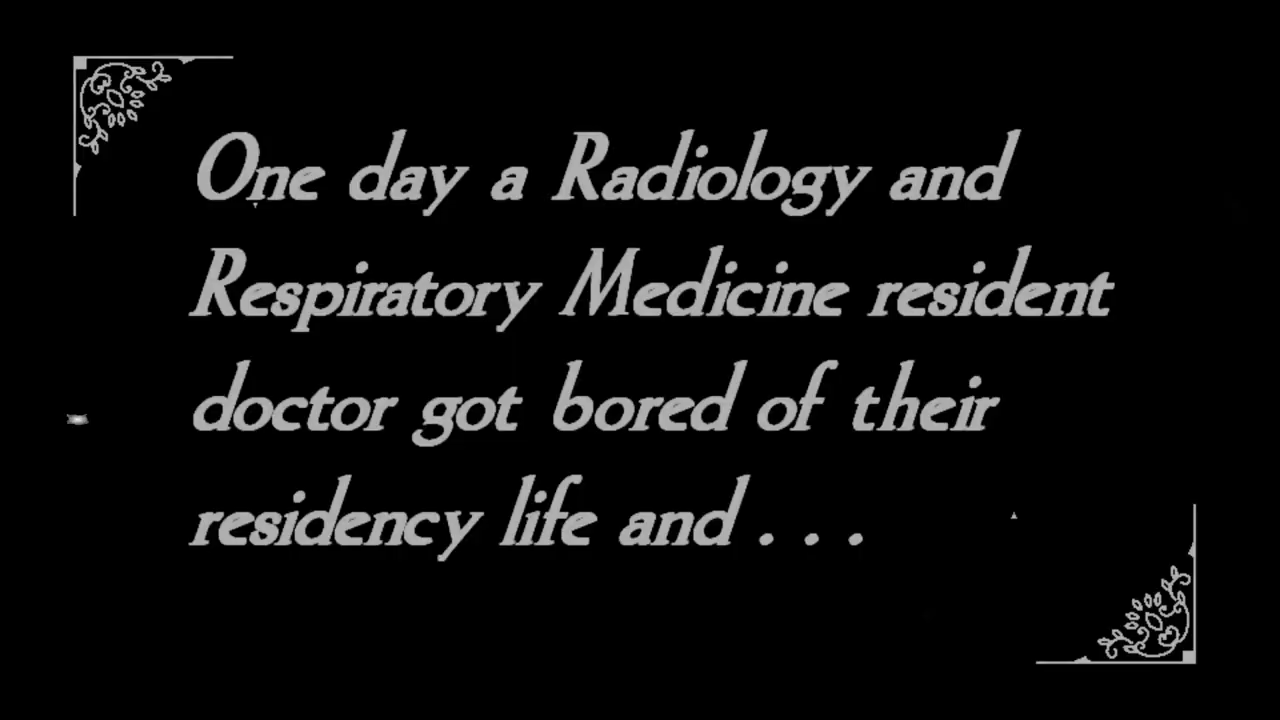 One day a Radiology and
Respiratory Medicine resident
doctor got bored of their
residency life and . . .